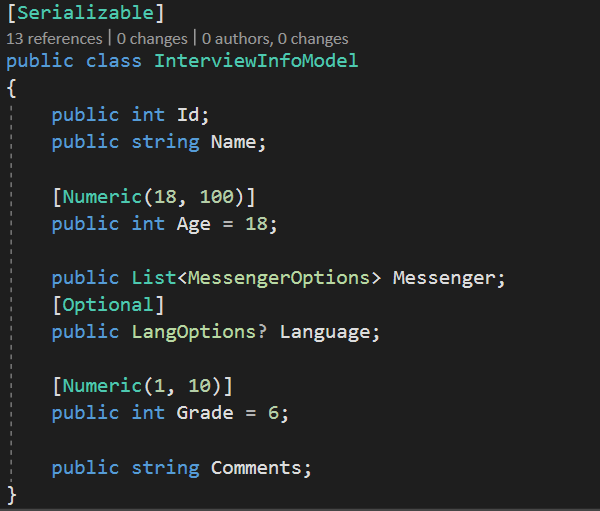 [Serializable]
13 references | 0 changes | 0 authors, 0 changes
public class InterviewInfoModel
{
public int Id;
public string Name;
[Numeric(18, 100)]
public int Age = 18;
public List<MessengerOptions> Messenger;
[Optional]
public LangOptions? Language;
[Numeric(1, 10)]
public int Grade = 6;
public string Comments;
}